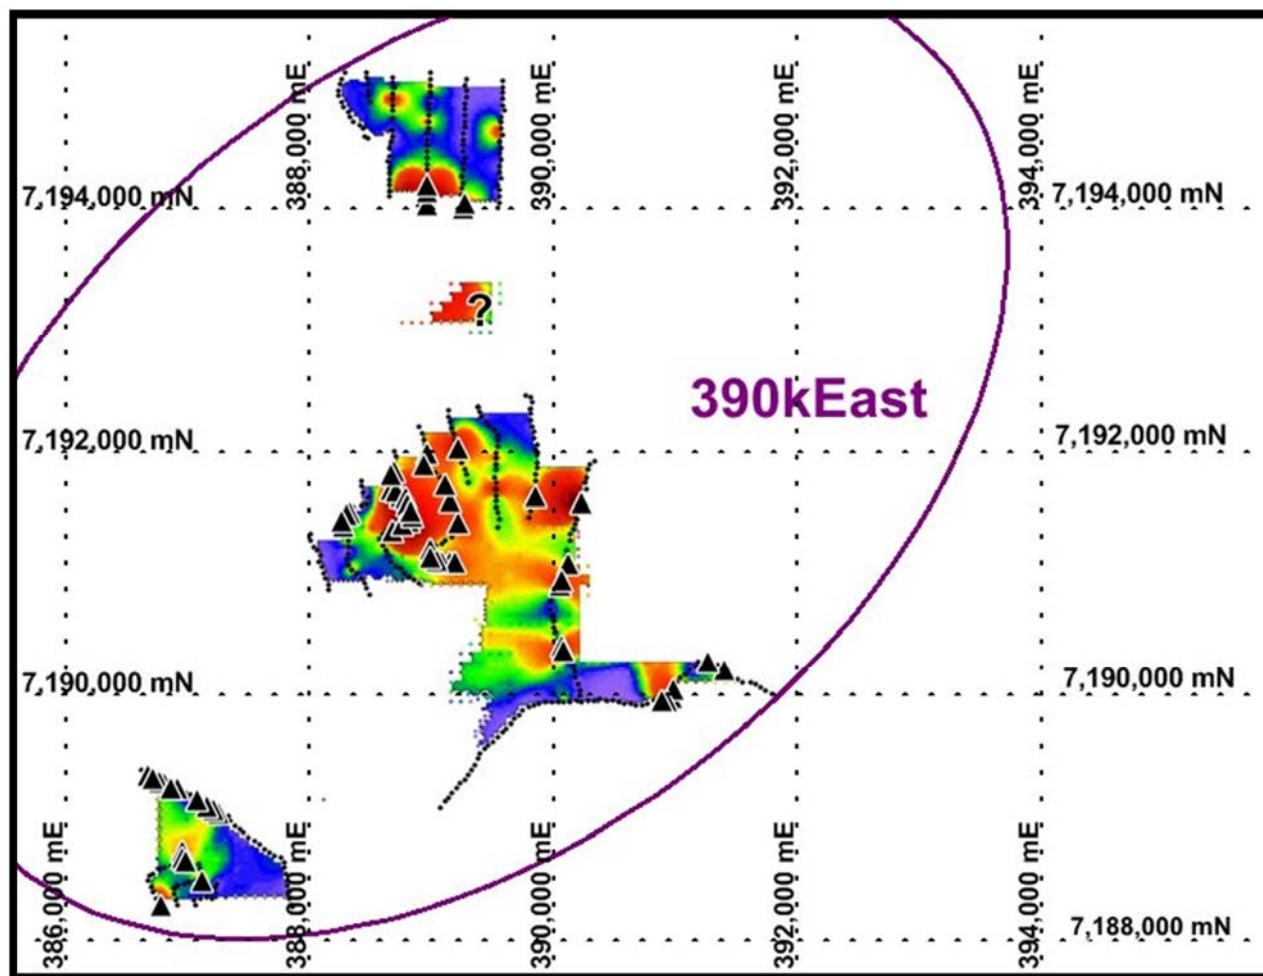 388,000 mE
390,000 mE
392,000 mE
394,000 mE
7,194,000 mN
7,194,000 mN
?
390kEast
7,192,000 mN
7,192,000 mN
7,190,000 mN
7,190,000 mN
386,000 mE
388,000 mE
390,000 mE
392,000 mE
394,000 mE
7,188,000 mN